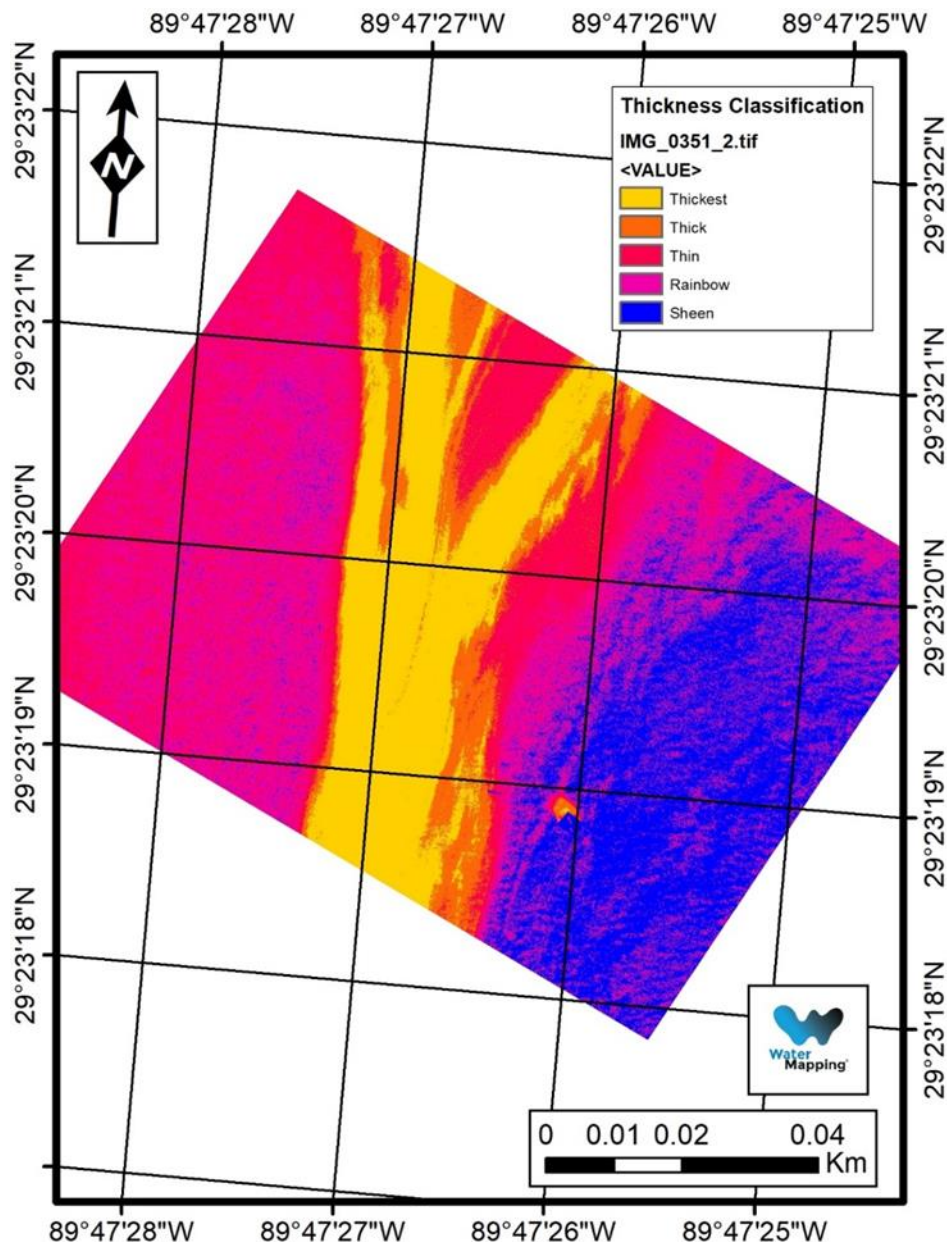 89°47'28"W 89°47'27"W 89°47'26"W 89°47'25"W
29°23'22"N
29°23'21"N
29°23'20"N
29°23'19"N
29°23'18"N
N
Thickness Classification
IMG_0351_2.tif
<VALUE>
Thickest
Thick
Thin
Rainbow
Sheen
29°23'22"N
29°23'21"N
29°23'20"N
29°23'19"N
29°23'18"N
Water
Mapping
0 0.01 0.02 0.04
Km
89°47'28"W 89°47'27"W 89°47'26"W 89°47'25"W